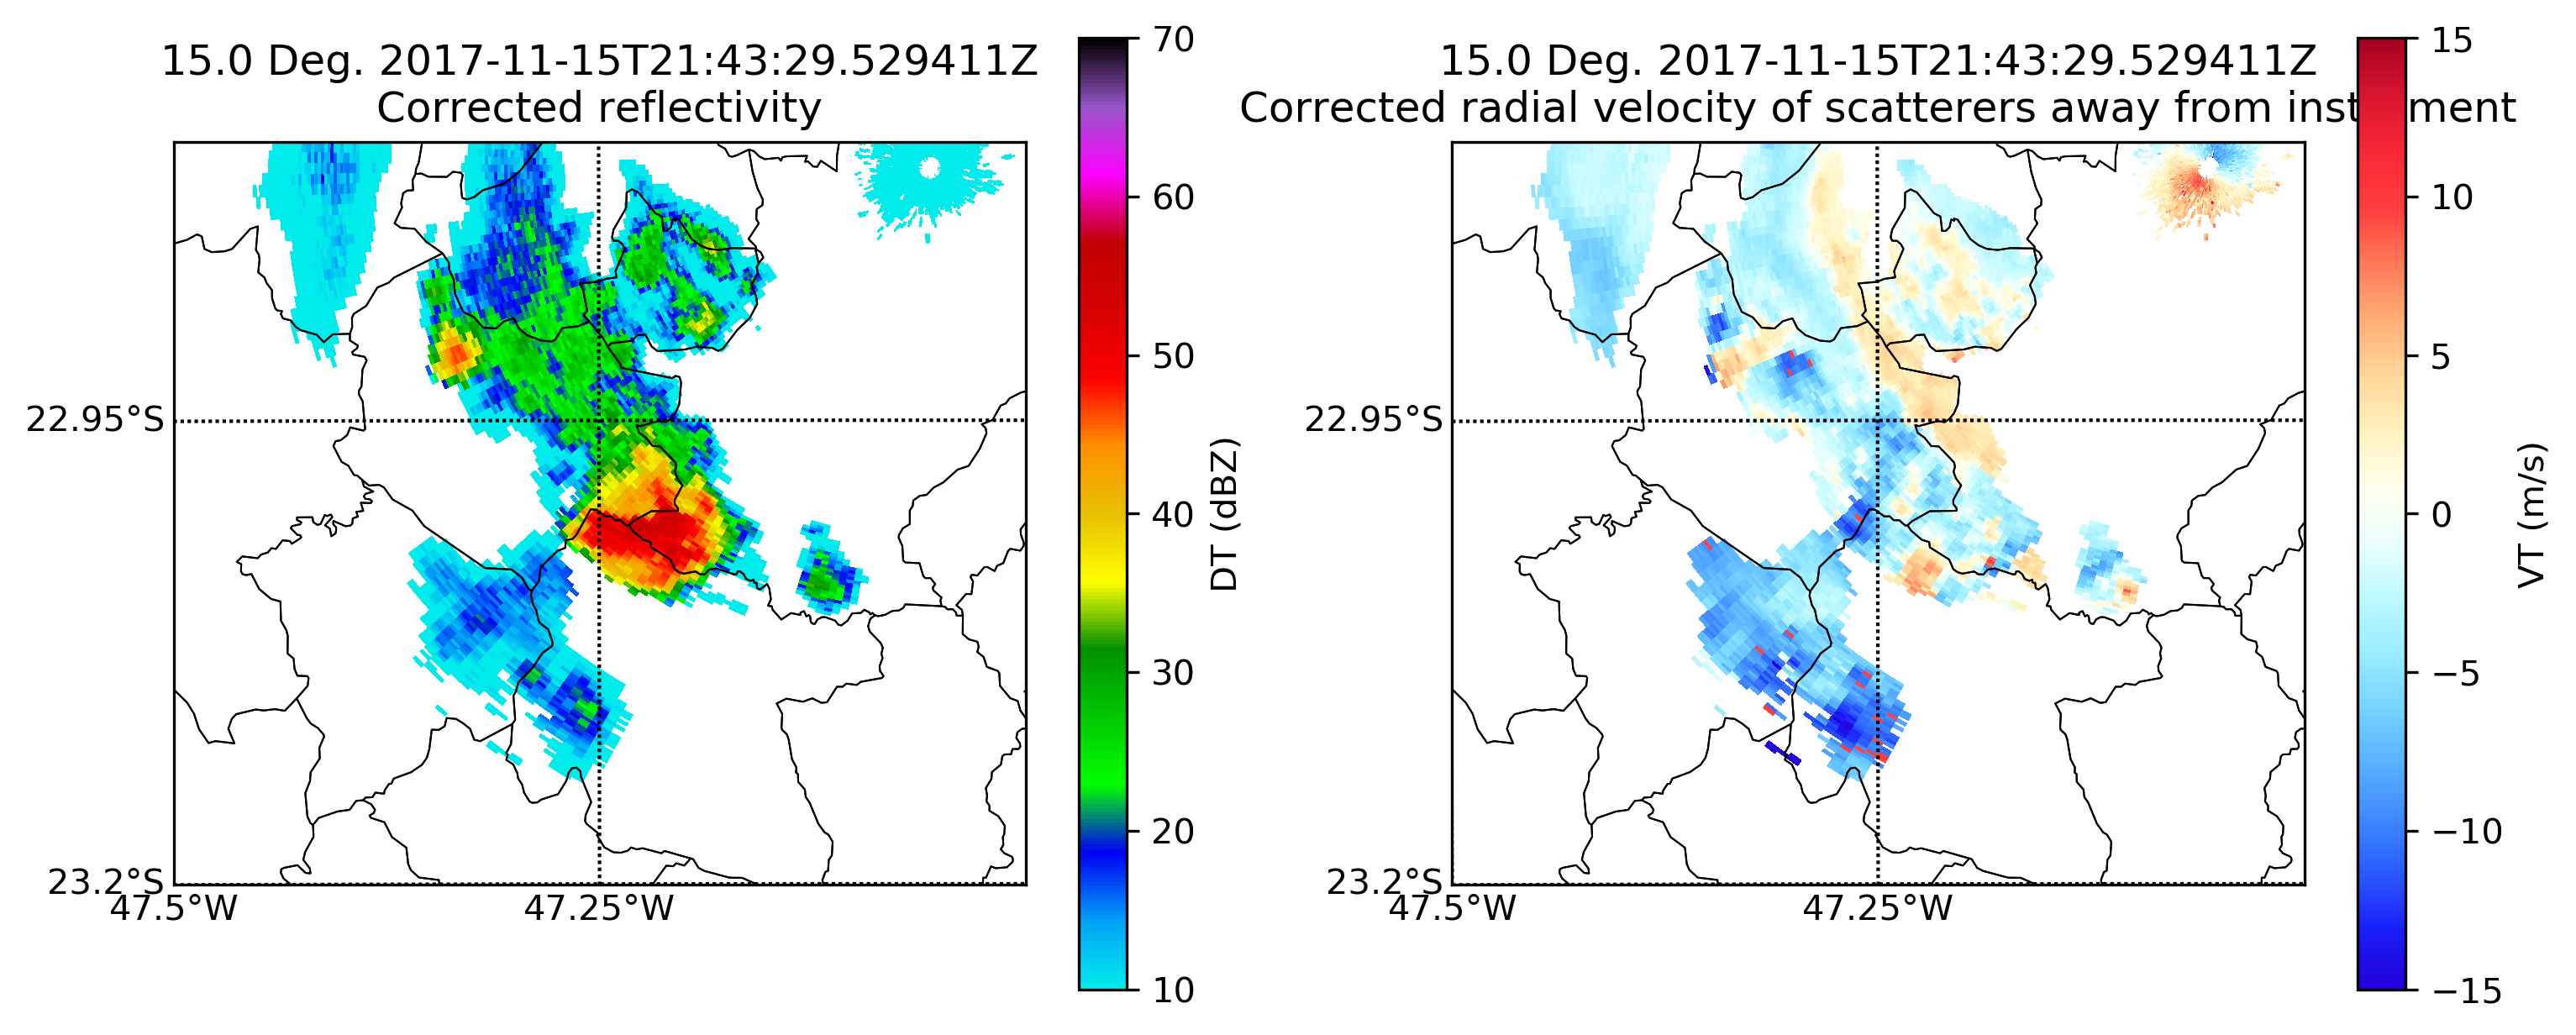 15.0 Deg. 2017-11-15T21:43:29.529411Z
Corrected reflectivity
22.95°S
23.2°S
47.5°W
47.25°W
70
60
50
40
30
20
10
DT (dBZ)
15.0 Deg. 2017-11-15T21:43:29.529411Z
Corrected radial velocity of scatterers away from inst ment
22.95°S
23.2°S
47.5°W
47.25°W
15
10
5
0
−5
−10
−15
VT (m/s)